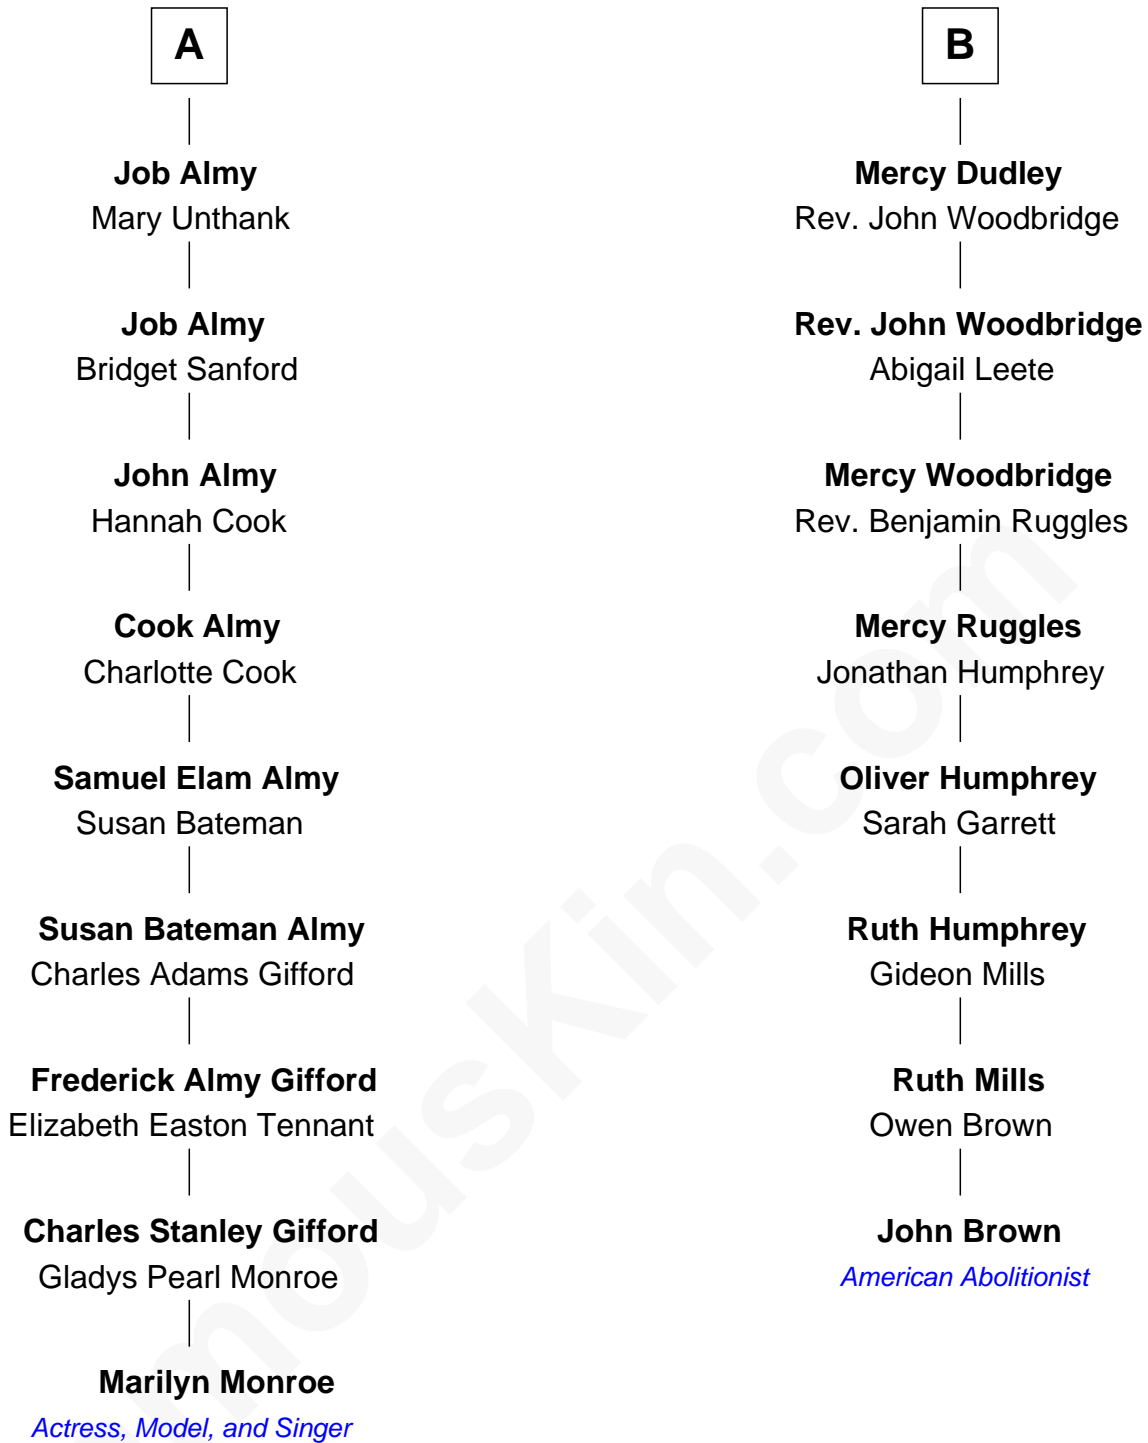 A
Job Almy
Mary Unthank
Job Almy
Bridget Sanford
John Almy
Hannah Cook
Cook Almy
Charlotte Cook
Samuel Elam Almy
Susan Bateman
Susan Bateman Almy
Charles Adams Gifford
Frederick Almy Gifford
Elizabeth Easton Tennant
Charles Stanley Gifford
Gladys Pearl Monroe
Marilyn Monroe
Actress, Model, and Singer
B
Mercy Dudley
Rev. John Woodbridge
Rev. John Woodbridge
Abigail Leete
Mercy Woodbridge
Rev. Benjamin Ruggles
Mercy Ruggles
Jonathan Humphrey
Oliver Humphrey
Sarah Garrett
Ruth Humphrey
Gideon Mills
Ruth Mills
Owen Brown
John Brown
American Abolitionist
mousKin.com